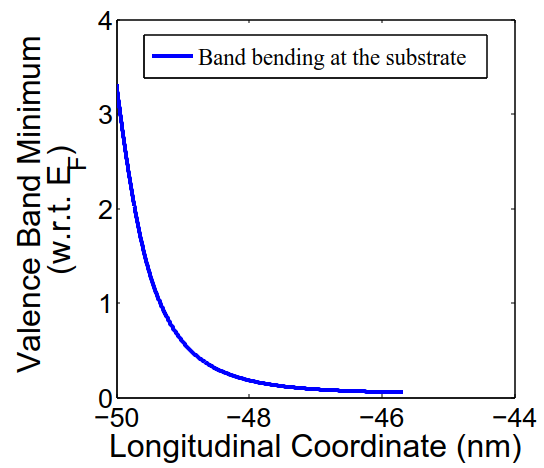 Valence Band Minimum
(w.r.t. E_F)
4
3
2
1
0
Band bending at the substrate
−50
−48
−46
−44
Longitudinal Coordinate (nm)